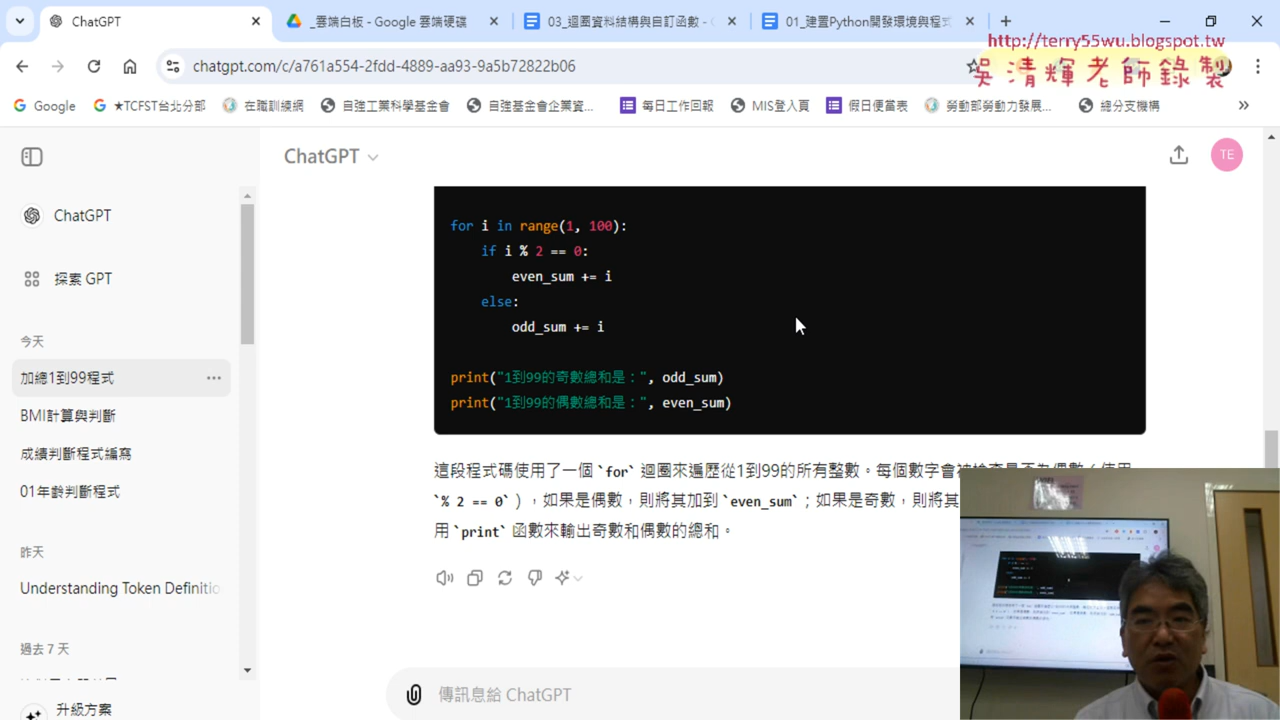 ChatGPT
_雲端白板 - Google 雲端硬碟
03_迴圈資料結構與自訂函數 - 
01_建置Python開發環境與程式
http://terry55wu.blogspot.tw
chatgpt.com/c/a761a554-2fdd-4889-aa93-9a5b72822b06
吳清輝老師錄製
Google
★TCFST台北分部
在職訓練網
自強工業科學基金會
自強基金會企業資...
每日工作回報
MIS登入頁
假日便當表
勞動部勞動力發展...
總分支機構
ChatGPT
TE
ChatGPT
探索 GPT
今天
加總1到99程式
BMI計算與判斷
成績判斷程式編寫
01年齡判斷程式
昨天
Understanding Token Definitio
過去 7 天
升級方案
for i in range(1, 100):
if i % 2 == 0:
even_sum += i
else:
odd_sum += i
print("1到99的奇數總和是：", odd_sum)
print("1到99的偶數總和是：", even_sum)
這段程式碼使用了一個 `for` 迴圈來遍歷從1到99的所有整數。每個數字會被檢查是否為偶數（使用
`% 2 == 0`），如果是偶數，則將其加到 `even_sum`；如果是奇數，則將其
用 `print` 函數來輸出奇數和偶數的總和。
傳訊息給 ChatGPT